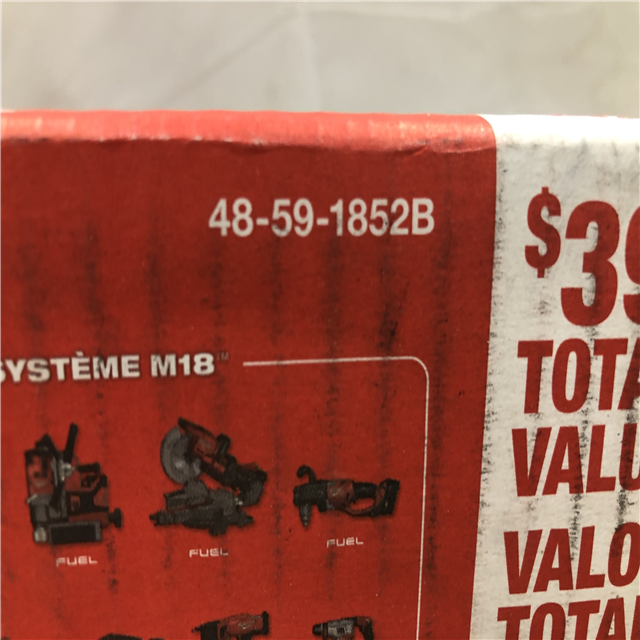 48-59-1852B
SYSTÈME M18™
FUEL
FUEL
FUEL
$39
TOTA
VALU
VALO
TOTA